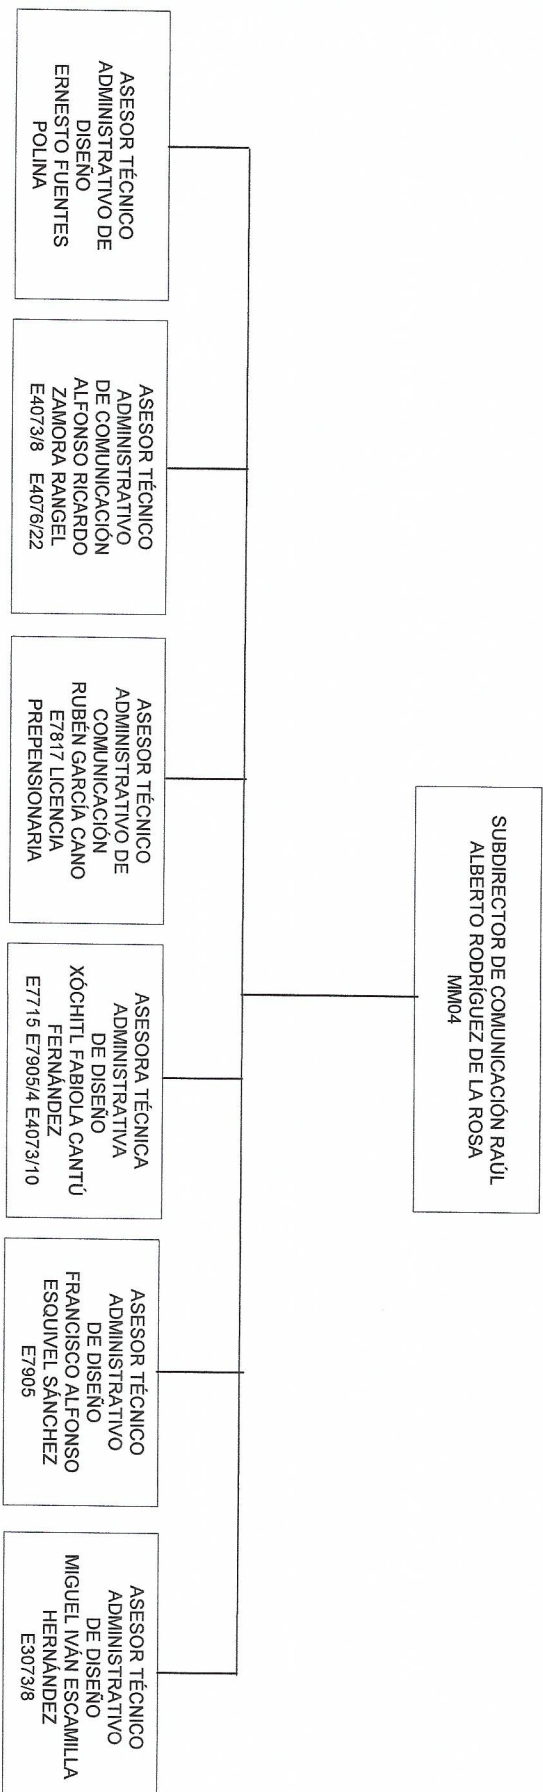 SUBDIRECTOR DE COMUNICACIÓN RAÚL
ALBERTO RODRÍGUEZ DE LA ROSA
MM04
ASESOR TÉCNICO
ADMINISTRATIVO DE
DISEÑO
ERNESTO FUENTES
POLINA
ASESOR TÉCNICO
ADMINISTRATIVO
DE COMUNICACIÓN
ALFONSO RICARDO
ZAMORA RANGEL
E4073/8 E4076/22
ASESOR TÉCNICO
ADMINISTRATIVO DE
COMUNICACIÓN
RUBÉN GARCÍA CANO
E7817 LICENCIA
PREPENSIONARIA
ASESORA TÉCNICA
ADMINISTRATIVA
DE DISEÑO
XÓCHITL FABIOLA CANTÚ
FERNÁNDEZ
E7715 E7905/4 E4073/10
ASESOR TÉCNICO
ADMINISTRATIVO
DE DISEÑO
FRANCISCO ALFONSO
ESQUIVEL SÁNCHEZ
E7905
ASESOR TÉCNICO
ADMINISTRATIVO
DE DISEÑO
MIGUEL IVÁN ESCAMILLA
HERNÁNDEZ
E3073/8